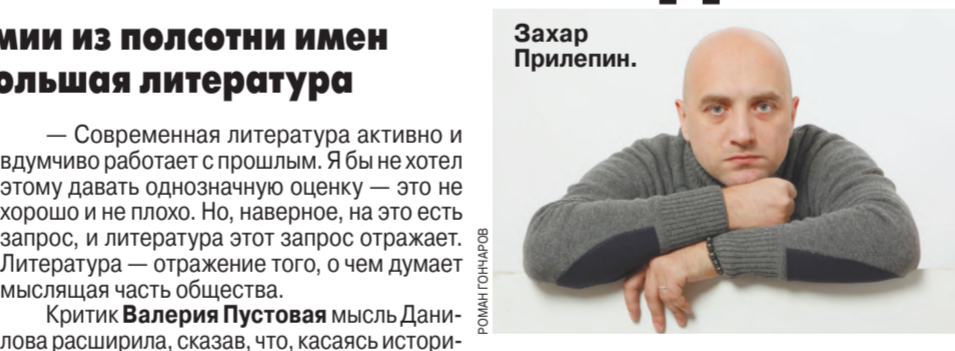 мии из полсотни имен
ольшая литература
— Современная литература активно и
вдумчиво работает с прошлым. Я бы не хотел
этому давать однозначную оценку — это не
хорошо и не плохо. Но, наверное, на это есть
запрос, и литература этот запрос отражает.
Литература — отражение того, о чем думает
мыслящая часть общества.
Критик Валерия Пустовая мысль Дани-
лова расширила, сказав, что, касаясь истори-
Захар
Прилепин.
РОМАН ГОНЧАРОВ